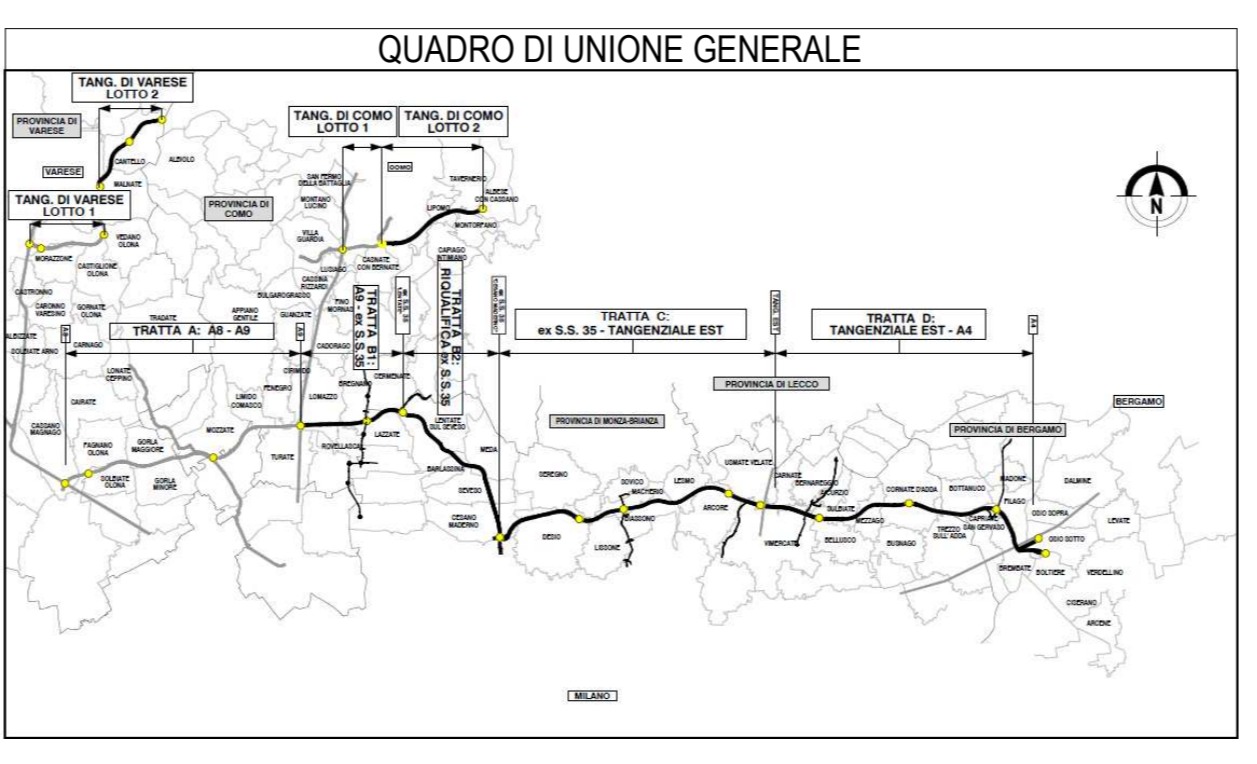 QUADRO DI UNIONE GENERALE
TANG. DI VARESE
LOTTO 2
PROVINCIA DI
VARESE
CANTELLO
ALBIOLO
VARESE
MALNATE
TANG. DI VARESE
LOTTO 1
VEDANO
OLONA
MORAZZONE
CASTIGLIONE
OLONA
PROVINCIA DI
COMO
TANG. DI COMO
LOTTO 1
TANG. DI COMO
LOTTO 2
COMO
SAN FERMO
DELLA BATTAGLIA
MONTANO
LUCINO
VILLA
GUARDIA
TAVERNERIO
ALBESE
CON CASSANO
LIPOMO
MONTORFANO
CAPIAGO
INTIMIANO
CASNATE
CON BERNATE
LUISAGO
CASSINA
RIZZARDI
BULGAROGRASSO
FINO
MORNAS
GUANZATE
APPIANO
GENTILE
TRADATE
CASTRONNO
CARONNO
VARESINO
GORNATE
OLONA
ALBIZZATE
SOLBIATE ARNO
CARNAGO
A8
TRATTA A: A8 - A9
A9
TRATTA B1:
A9 - ex S.S.35
ex S.S. 35
TRATTA B2:
RIQUALIFICA ex S.S.35
TRATTA C:
ex S.S. 35 - TANGENZIALE EST
TANG. EST
TRATTA D:
TANGENZIALE EST - A4
A4
N
LONATE
CEPPINO
CAIRATE
CASSANO
MAGNAGO
FAGNANO
OLONA
SOLBIATE
OLONA
GORLA
MAGGIORE
GORLA
MINORE
MOZZATE
LIMIDO
COMASCO
FENEGRO
CIRIMIDO
TURATE
LOMAZZO
CADORAGO
BREGNANO
CERMENATE
ROVELLASCA
LAZZATE
LENTATE
SUL SEVESO
BARLASSINA
MEDA
SEVESO
CEDANO
MADERNO
PROVINCIA DI MONZA-BRIANZA
PROVINCIA DI LECCO
PROVINCIA DI BERGAMO
BERGAMO
SEREGNO
DESIO
LISSONE
SOVICO
MACHERIO
BIASSONO
LESMO
ARCORE
USMATE VELATE
CARNATE
BERNAREGGIO
AICURZIO
SULBIATE
VIMERCATE
BELLUSCO
MEZZAGO
CORNATE D'ADDA
BUSNAGO
BOTTANUCO
TREZZO
SULL' ADDA
CAPRIATE
SAN GERVASO
MADONE
FILAGO
DALMINE
OSIO SOPRA
OSIO SOTTO
LEVATE
BREMBATE
BOLTIERE
VERDELLINO
CISERANO
ARCENE
MILANO